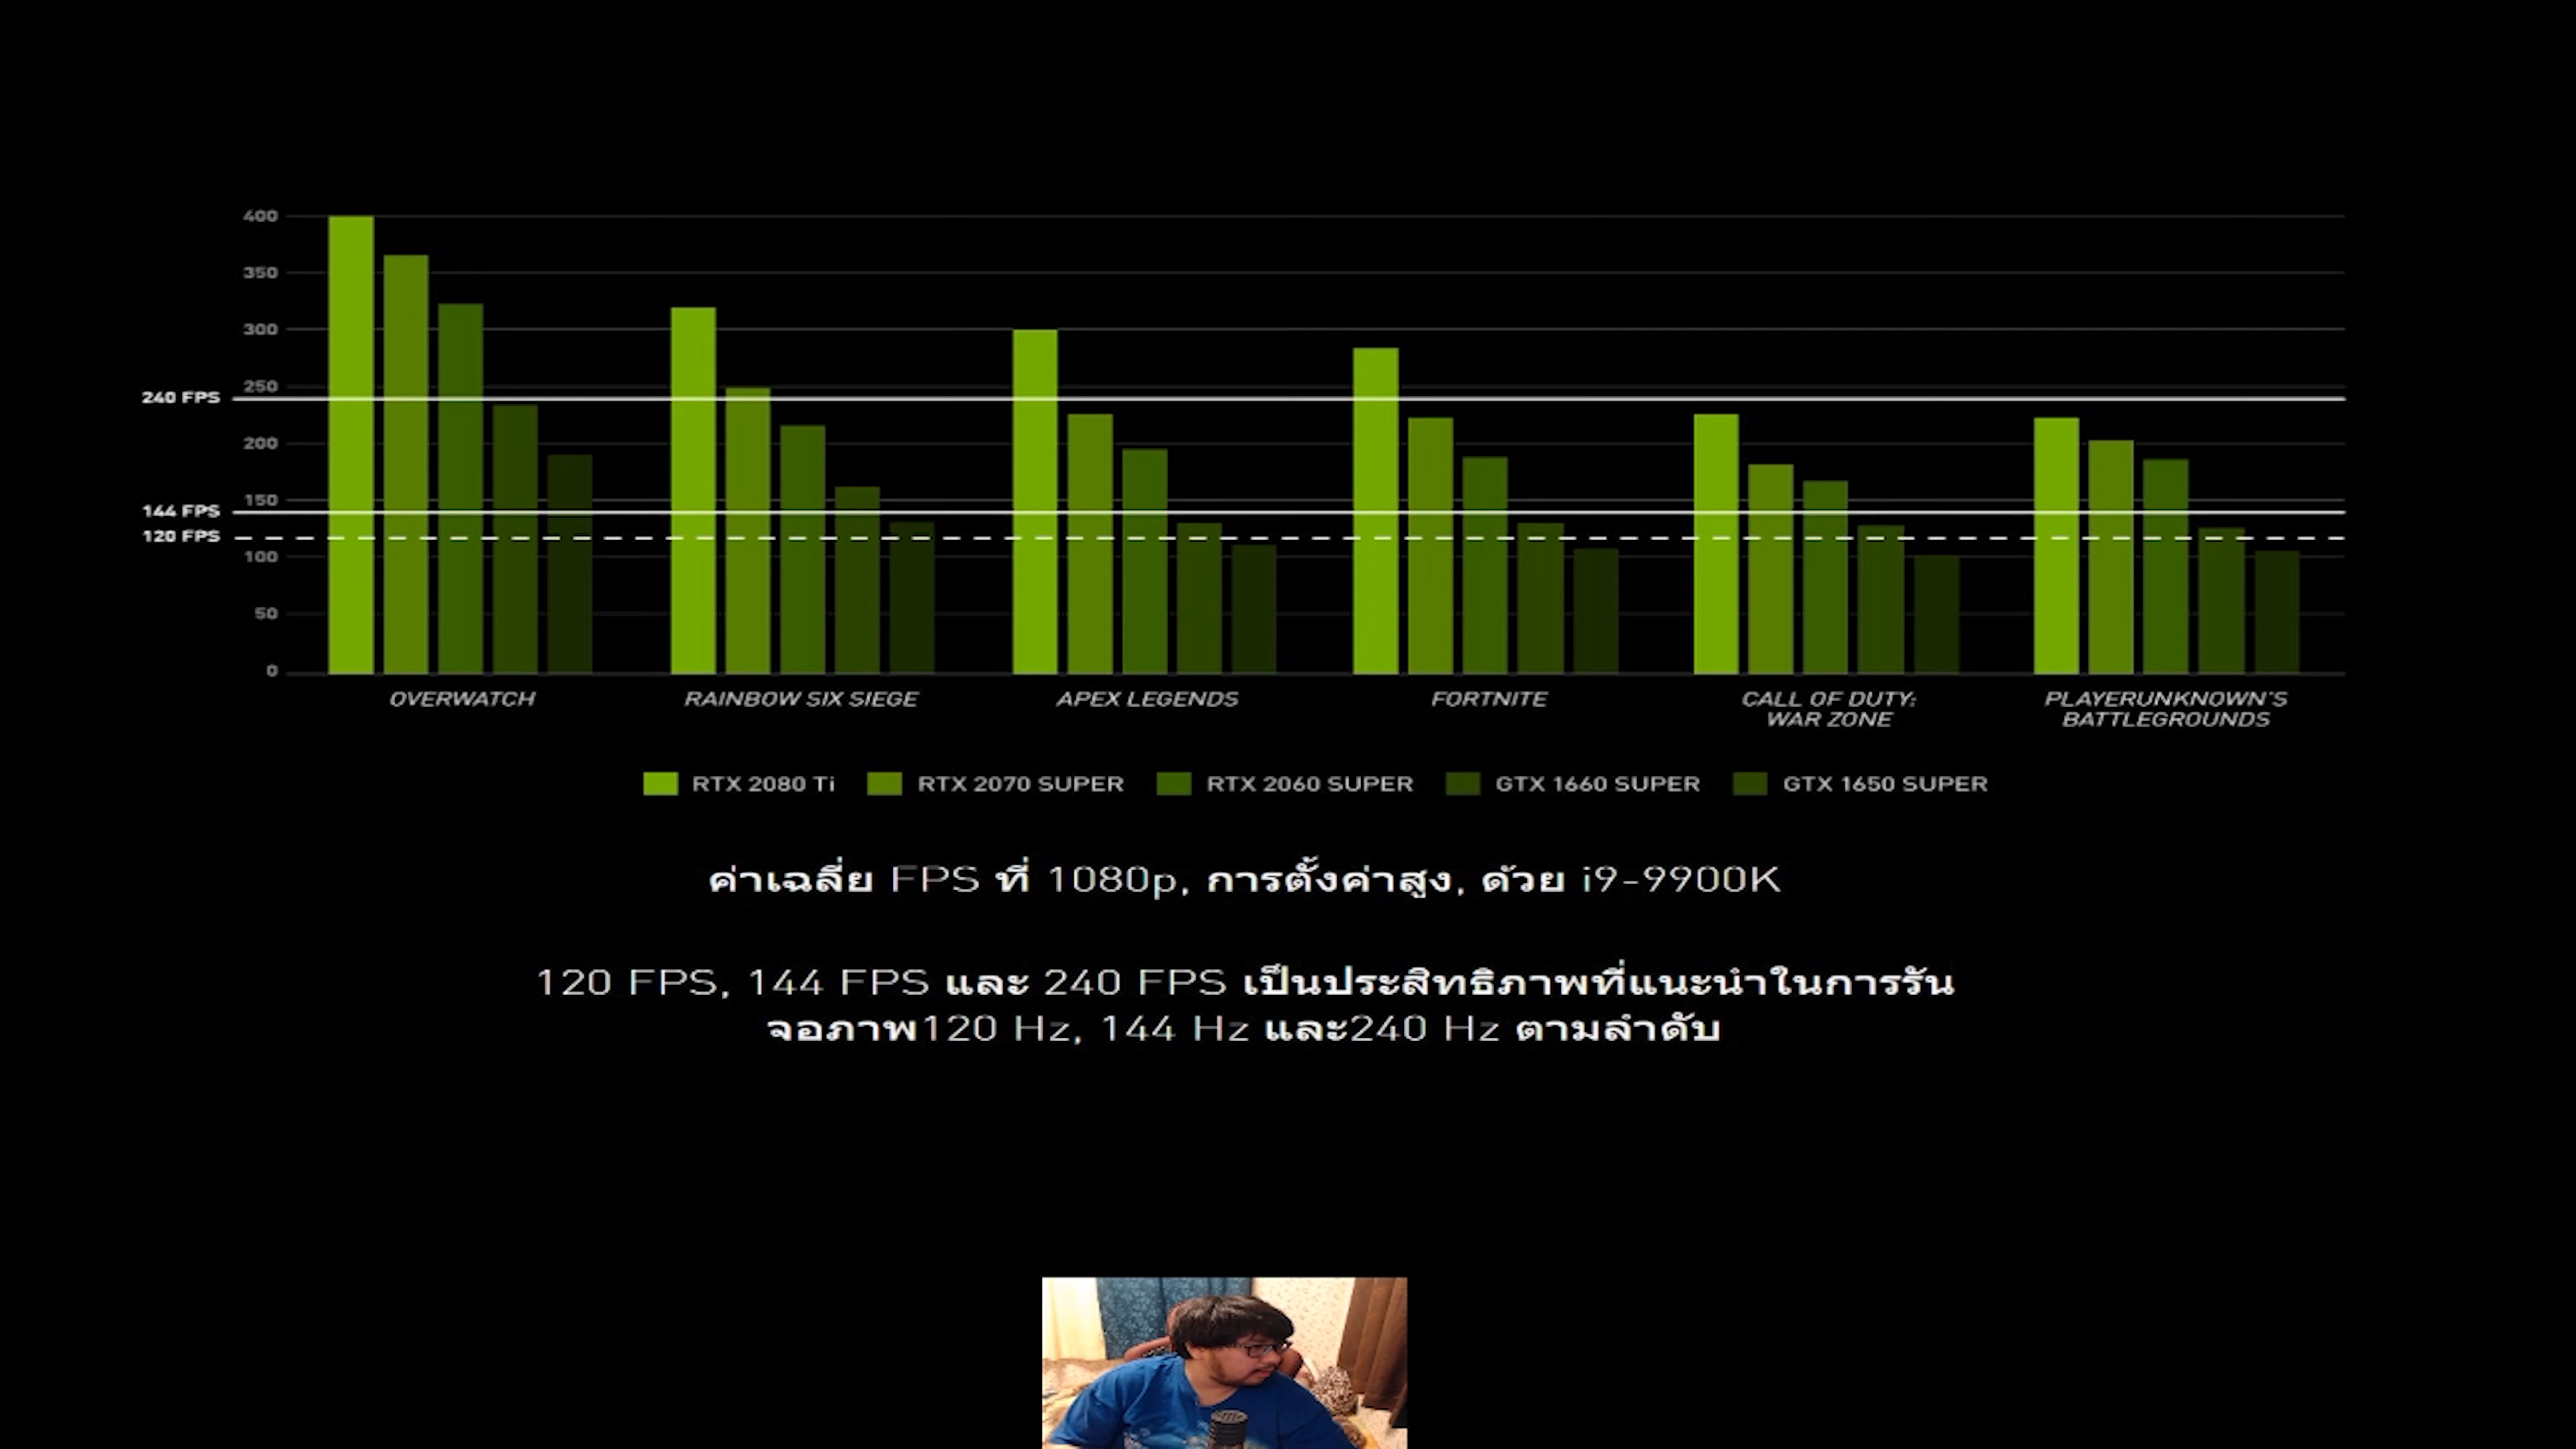 400
350
300
250
240 FPS
200
150
144 FPS
120 FPS
100
50
0
OVERWATCH RAINBOW SIX SIEGE APEX LEGENDS FORTNITE CALL OF DUTY: PLAYERUNKNOWN'S
WAR ZONE BATTLEGROUNDS
RTX 2080 Ti RTX 2070 SUPER RTX 2060 SUPER GTX 1660 SUPER GTX 1650 SUPER
ค่าเฉลี่ย FPS ที่ 1080p, การตั้งค่าสูง, ด้วย i9-9900K
120 FPS, 144 FPS และ 240 FPS เป็นประสิทธิภาพที่แนะนำในการรัน
จอภาพ120 Hz, 144 Hz และ240 Hz ตามลำดับ